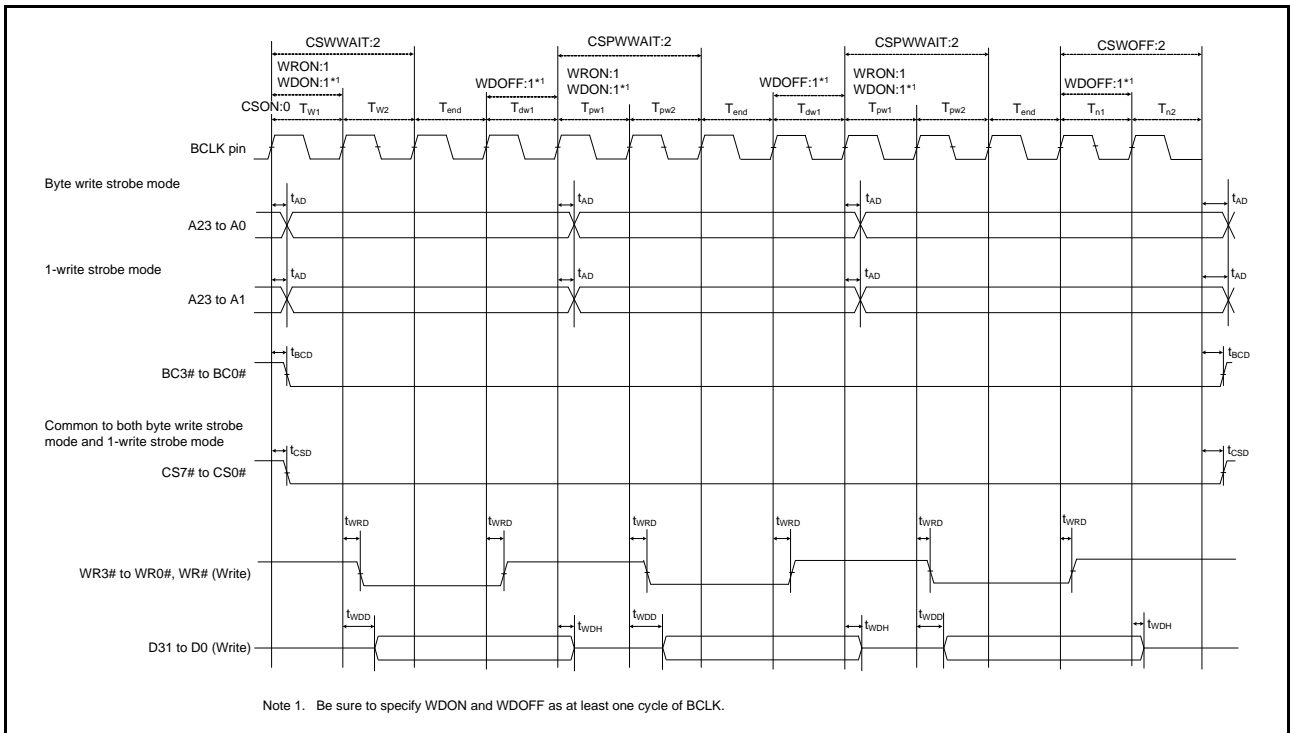 CSWWAIT:2 CSPWWAIT:2 CSPWWAIT:2 CSWOFF:2
WRON:1 WRON:1 WRON:1
WDON:1*1 WDOFF:1*1 WDON:1*1 WDOFF:1*1 WDON:1*1 WDOFF:1*1
CSON:0 TW1 TW2 Tend Tdw1 Tpw1 Tpw2 Tend Tdw1 Tpw1 Tpw2 Tend Tn1 Tn2
BCLK pin
Byte write strobe mode
tAD tAD tAD tAD
A23 to A0
1-write strobe mode
tAD tAD tAD tAD
A23 to A1
tBCD tBCD
BC3# to BC0#
Common to both byte write strobe
mode and 1-write strobe mode
tCSD tCSD
CS7# to CS0#
tWRD tWRD tWRD tWRD tWRD tWRD
WR3# to WR0#, WR# (Write)
tWDD tWDH tWDD tWDH tWDD tWDH
D31 to D0 (Write)
Note 1. Be sure to specify WDON and WDOFF as at least one cycle of BCLK.